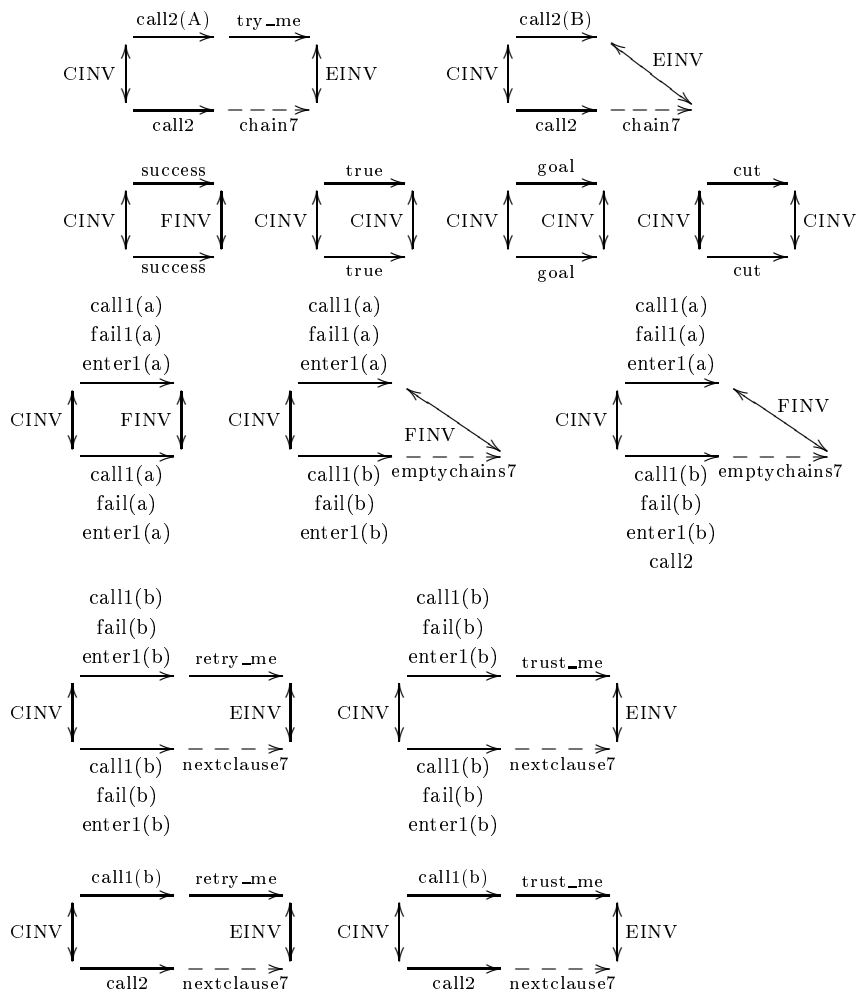 call2(A) try_me call2(B)
CINV EINV CINV EINV
call2 chain7 call2 chain7
success true goal cut
CINV FINV CINV CINV CINV CINV CINV CINV
success true goal cut
call1(a) call1(a) call1(a)
fail1(a) fail1(a) fail1(a)
enter1(a) enter1(a) enter1(a)
CINV FINV CINV FINV CINV FINV
call1(a) call1(b) emptychains7 call1(b) emptychains7
fail(a) fail(b) fail(b)
enter1(a) enter1(b) enter1(b)
call2
call1(b) call1(b)
fail(b) fail(b)
enter1(b) retry_me enter1(b) trust_me
CINV EINV CINV EINV
call1(b) nextclause7 call1(b) nextclause7
fail(b) fail(b)
enter1(b) enter1(b)
call1(b) retry_me call1(b) trust_me
CINV EINV CINV EINV
call2 nextclause7 call2 nextclause7